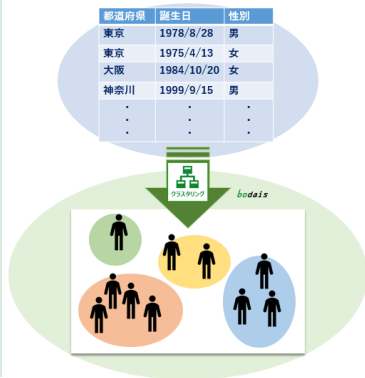 都道府県 誕生日 性別
東京 1978/8/28 男
東京 1975/4/13 女
大阪 1984/10/20 女
神奈川 1999/9/15 男
・ ・ ・
・ ・ ・
・ ・ ・
クラスタリング
bodais